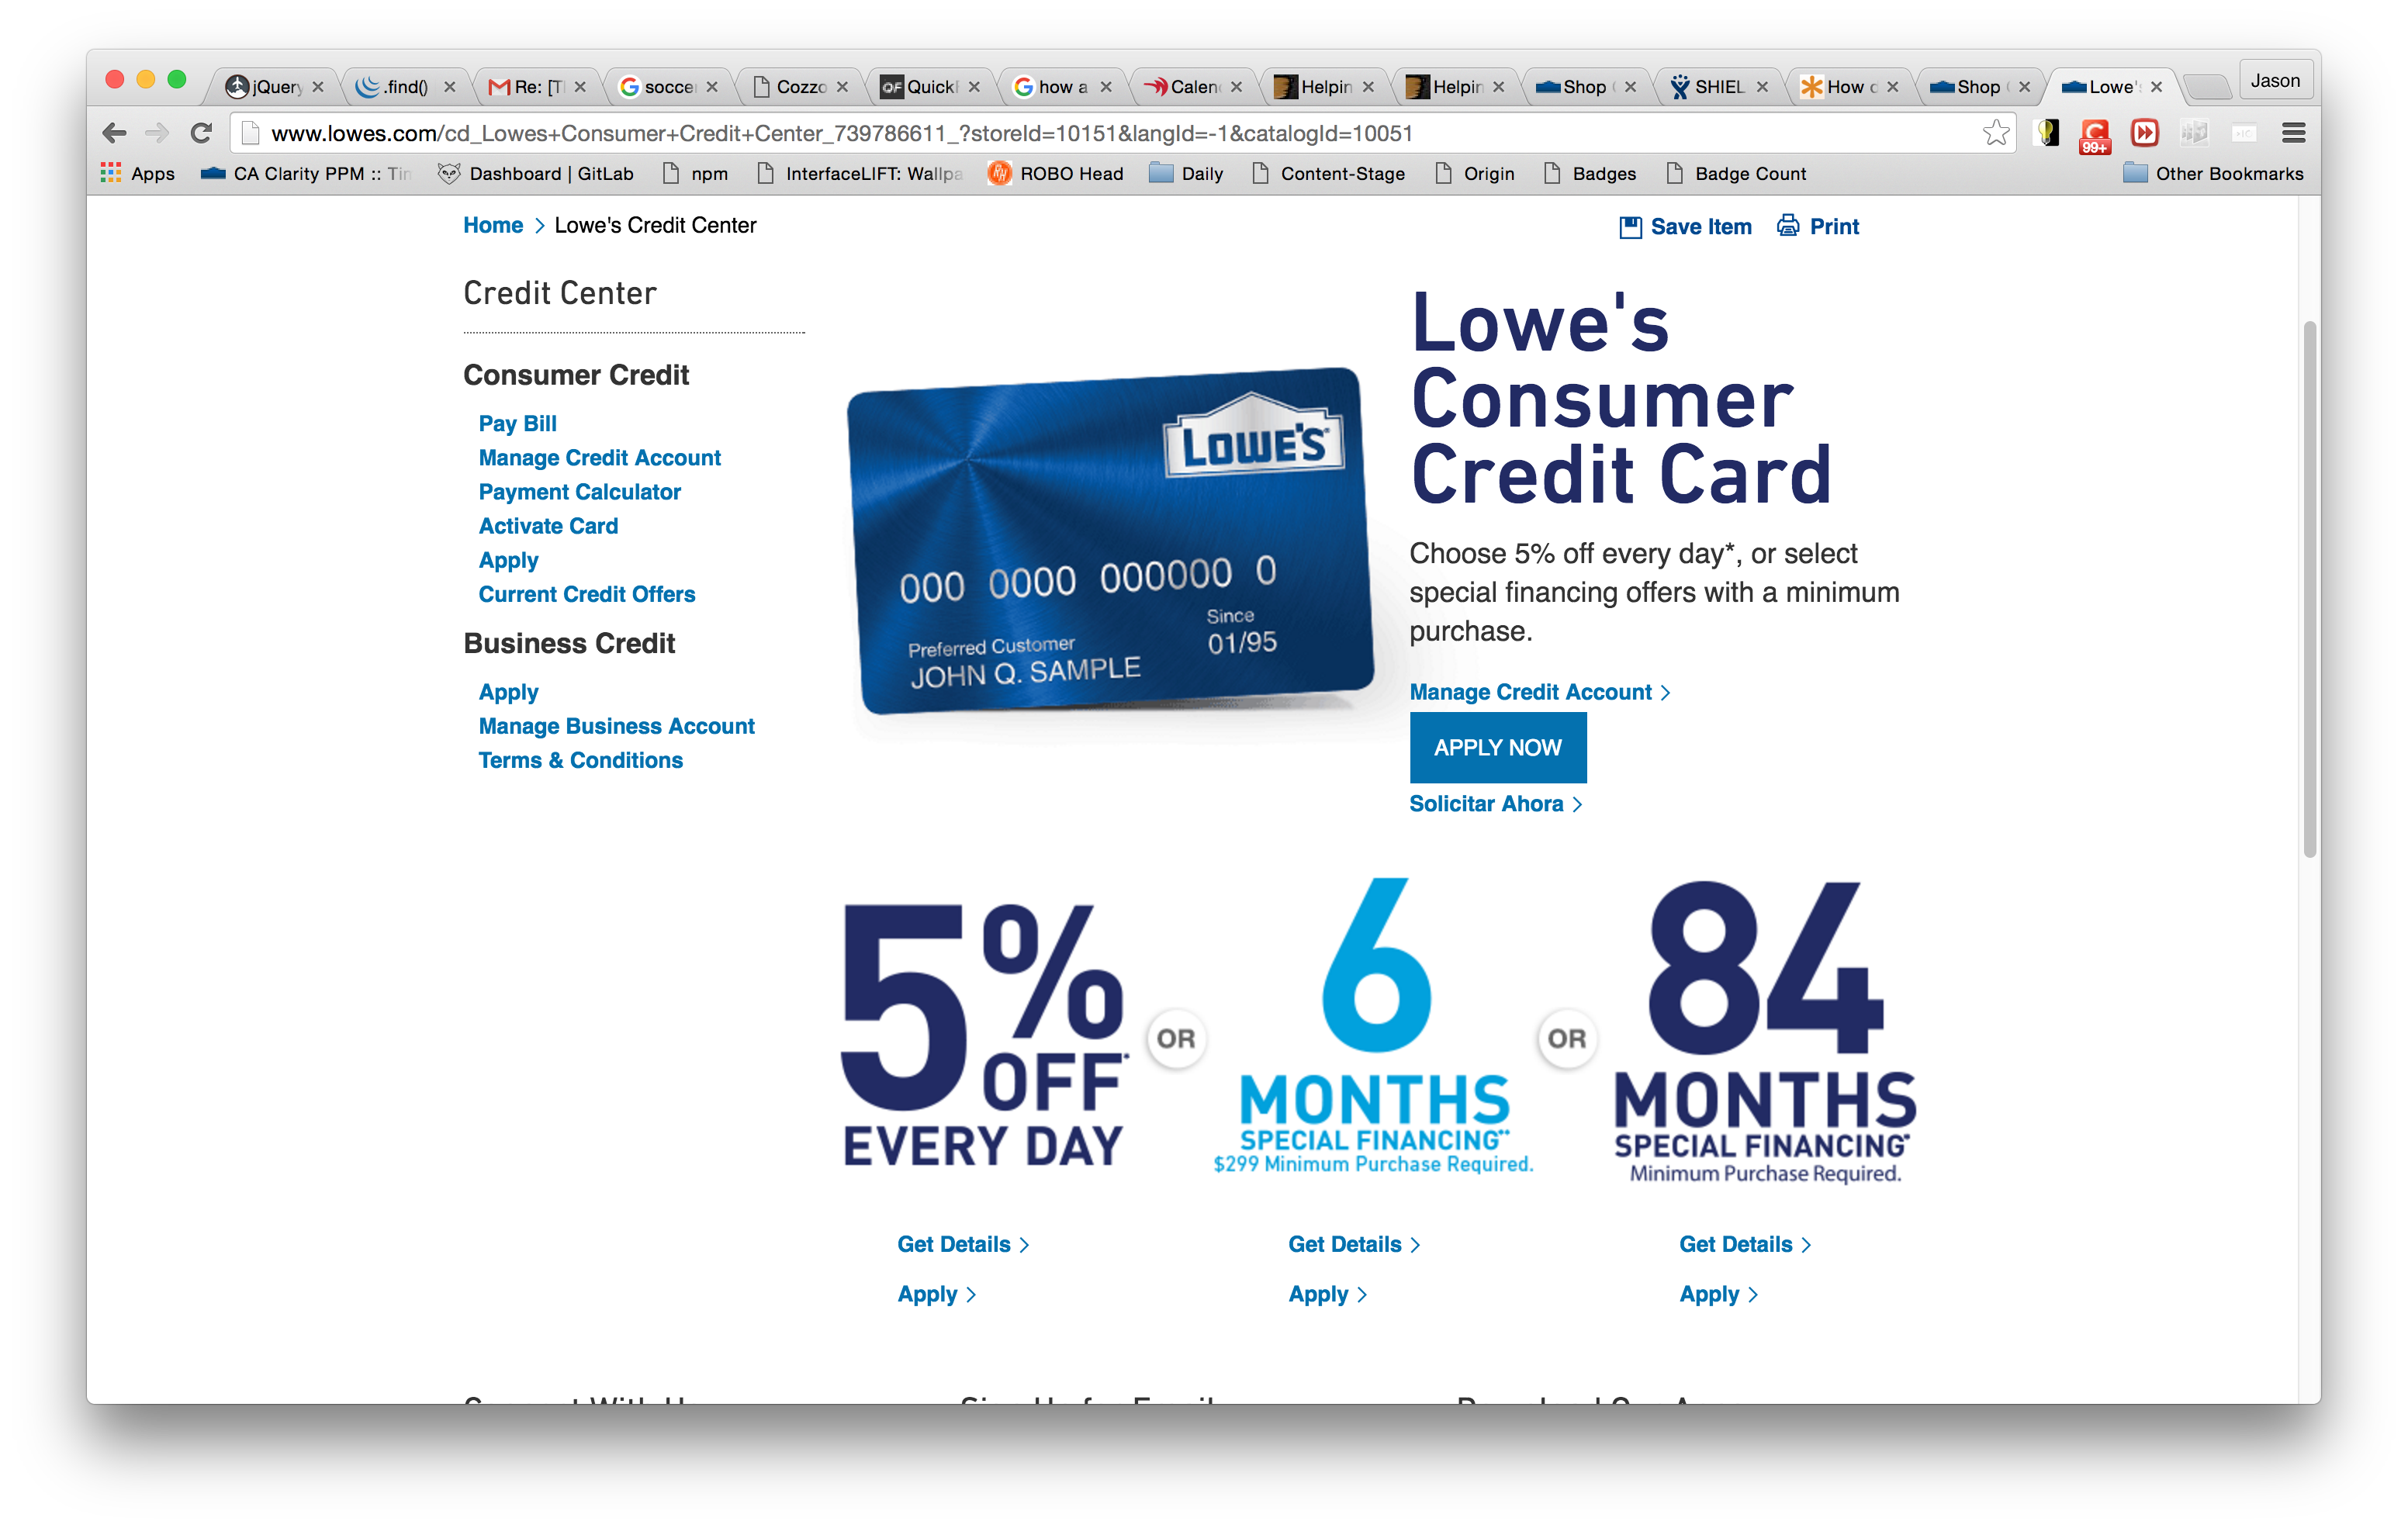 jQuery
.find()
Re: [T
soccer
Cozzo
QF QuickF
how a
Calen
Helpin
Helpin
Shop
SHIEL
How d
Shop
Lowe's
Jason
www.lowes.com/cd_Lowes+Consumer+Credit+Center_739786611_?storeId=10151&langId=-1&catalogId=10051
99+
Apps
CA Clarity PPM :: Tim
Dashboard | GitLab
npm
InterfaceLIFT: Wallpa
ROBO Head
Daily
Content-Stage
Origin
Badges
Badge Count
Other Bookmarks
Home > Lowe's Credit Center
Save Item
Print
Credit Center
Consumer Credit
Pay Bill
Manage Credit Account
Payment Calculator
Activate Card
Apply
Current Credit Offers
Business Credit
Apply
Manage Business Account
Terms & Conditions
LOWE'S
000 0000 000000 0
Since
01/95
Preferred Customer
JOHN Q. SAMPLE
Lowe's
Consumer
Credit Card
Choose 5% off every day*, or select
special financing offers with a minimum
purchase.
Manage Credit Account >
APPLY NOW
Solicitar Ahora >
5% OFF*
EVERY DAY
OR
6
MONTHS
SPECIAL FINANCING**
$299 Minimum Purchase Required.
OR
84
MONTHS
SPECIAL FINANCING*
Minimum Purchase Required.
Get Details >
Get Details >
Get Details >
Apply >
Apply >
Apply >